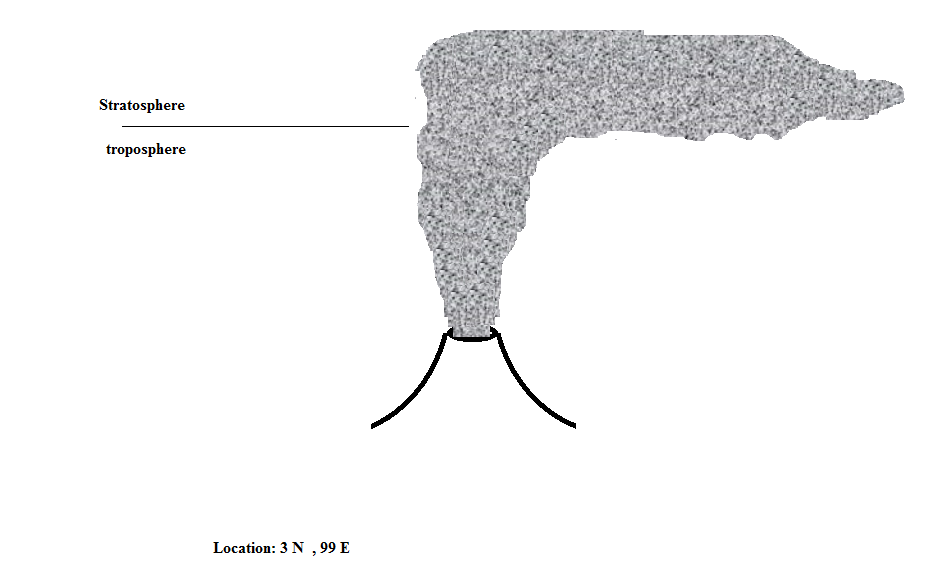 Stratosphere
troposphere
Location: 3 N , 99 E